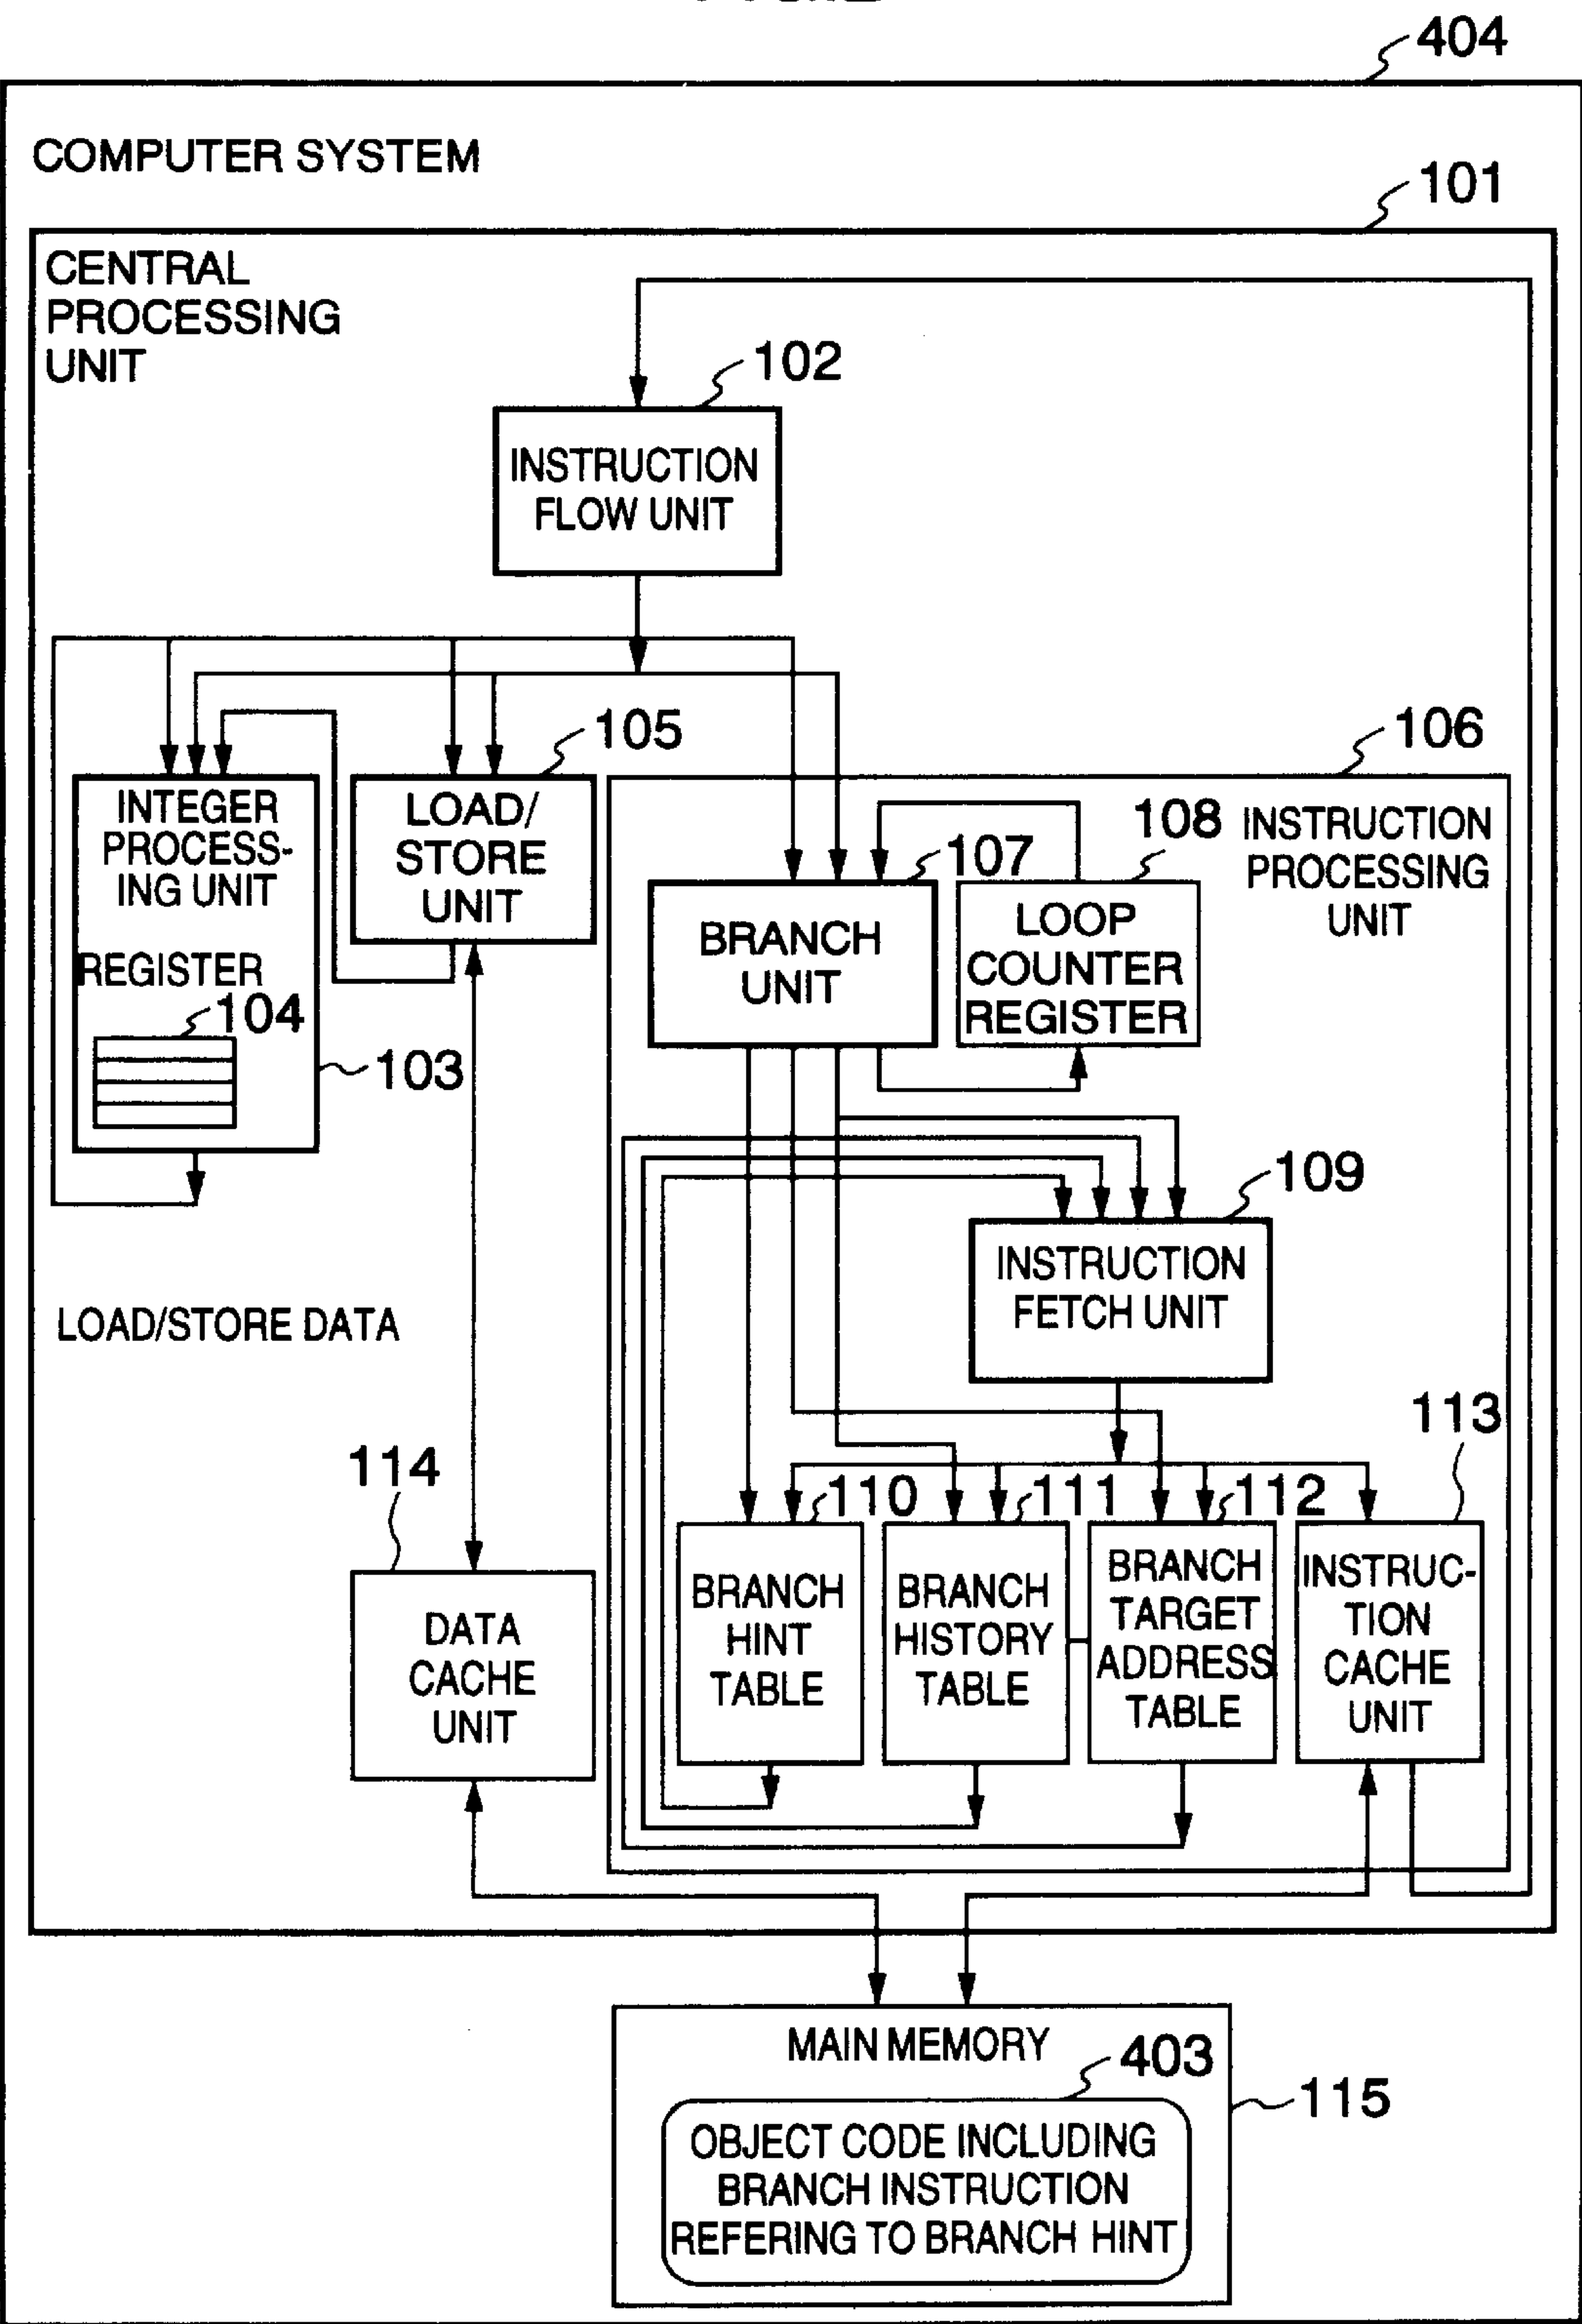 404
COMPUTER SYSTEM
101
CENTRAL
PROCESSING
UNIT
102
INSTRUCTION
FLOW UNIT
105
106
INTEGER
PROCESS-
ING UNIT
REGISTER
104
103
LOAD/
STORE
UNIT
107
BRANCH
UNIT
108
LOOP
COUNTER
REGISTER
INSTRUCTION
PROCESSING
UNIT
109
INSTRUCTION
FETCH UNIT
LOAD/STORE DATA
114
DATA
CACHE
UNIT
110
BRANCH
HINT
TABLE
111
BRANCH
HISTORY
TABLE
112
BRANCH
TARGET
ADDRESS
TABLE
113
INSTRUC-
TION
CACHE
UNIT
MAIN MEMORY
403
115
OBJECT CODE INCLUDING
BRANCH INSTRUCTION
REFERING TO BRANCH HINT